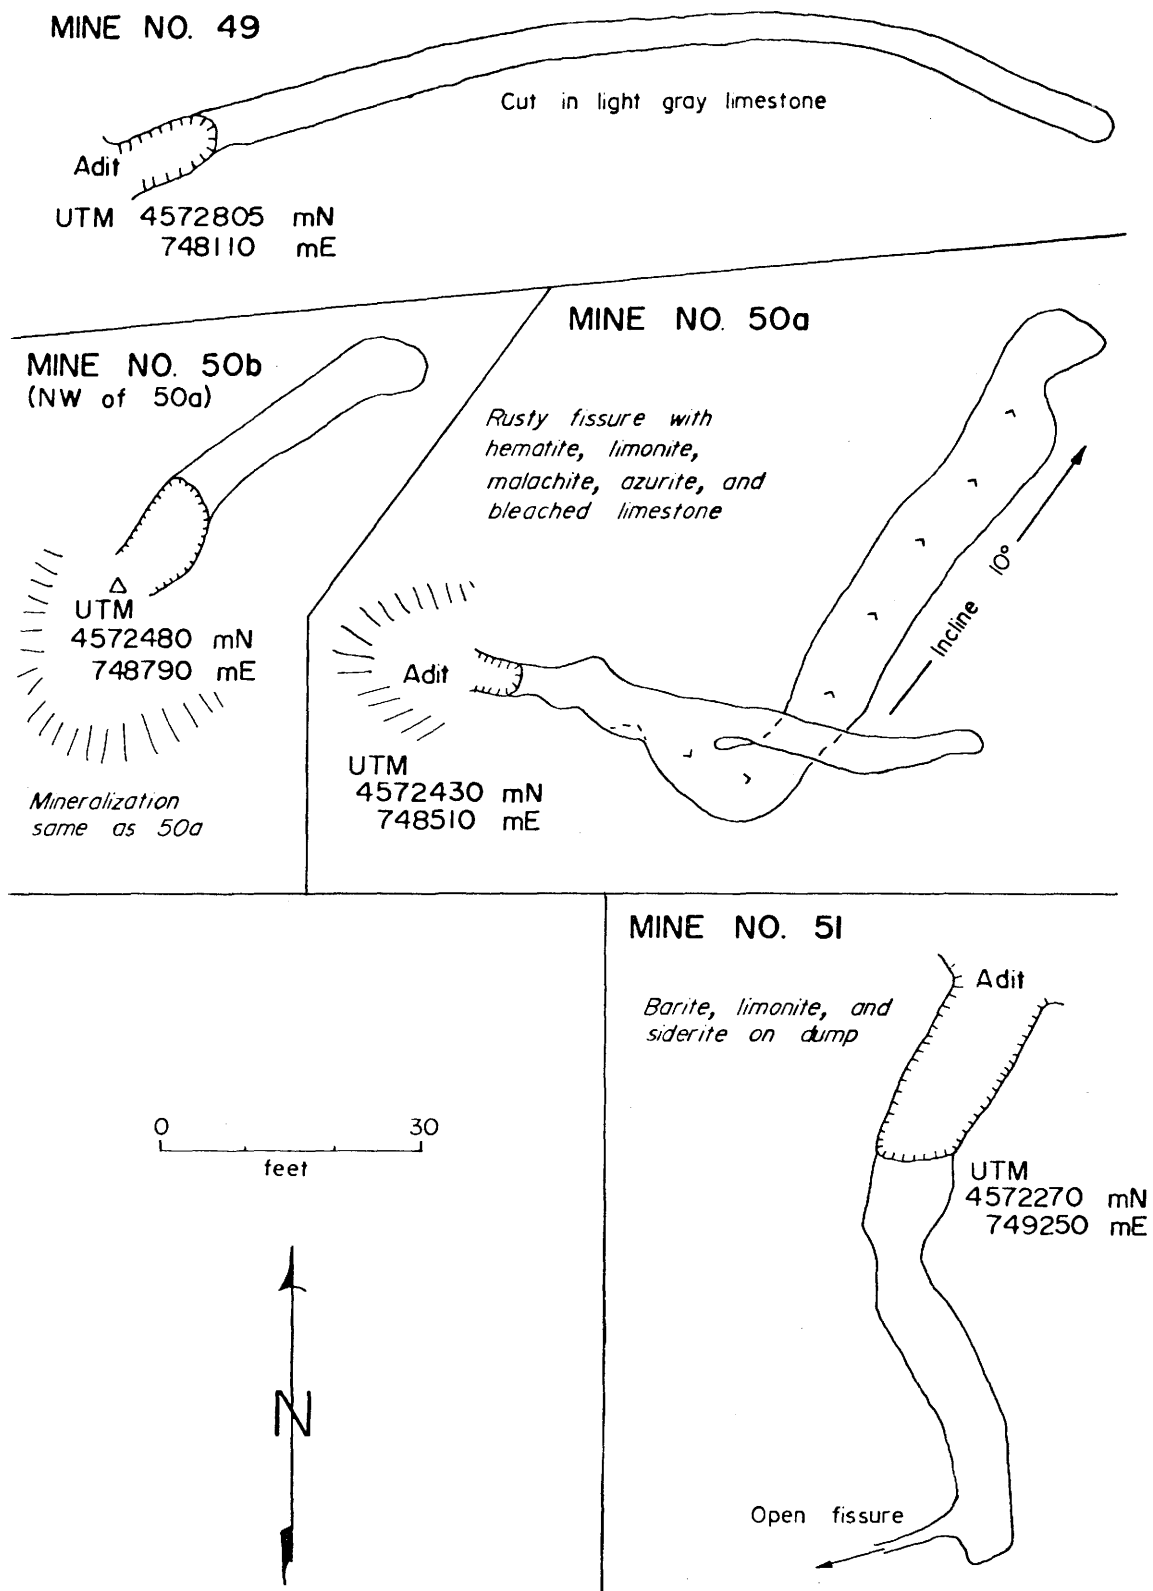 MINE NO. 49
Cut in light gray limestone
Adit
UTM 4572805 mN
748110 mE
MINE NO. 50b
(NW of 50a)
UTM
4572480 mN
748790 mE
Mineralization
same as 50a
MINE NO. 50a
Rusty fissure with
hematite, limonite,
malachite, azurite, and
bleached limestone
Incline 10°
Adit
UTM
4572430 mN
748510 mE
0 30
feet
N
MINE NO. 51
Adit
Barite, limonite, and
siderite on dump
UTM
4572270 mN
749250 mE
Open fissure